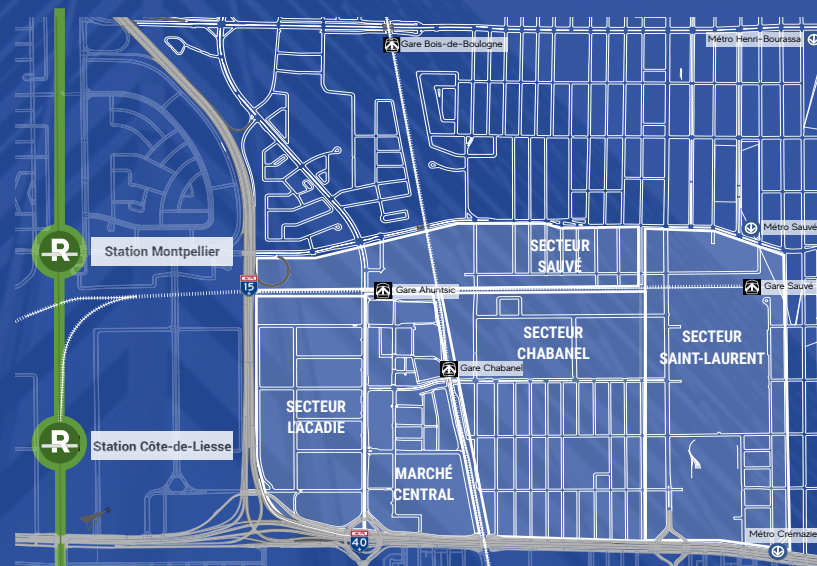 Métro Henri-Bourassa
Gare Bois-de-Boulogne
Métro Sauvé
R
Station Montpellier
SECTEUR
SAUVÉ
15
Gare Ahuntsic
Gare Sauvé
SECTEUR
CHABANEL
SECTEUR
SAINT-LAURENT
Gare Chabanel
SECTEUR
L'ACADIE
R
Station Côte-de-Liesse
MARCHÉ
CENTRAL
Métro Crémazie
40